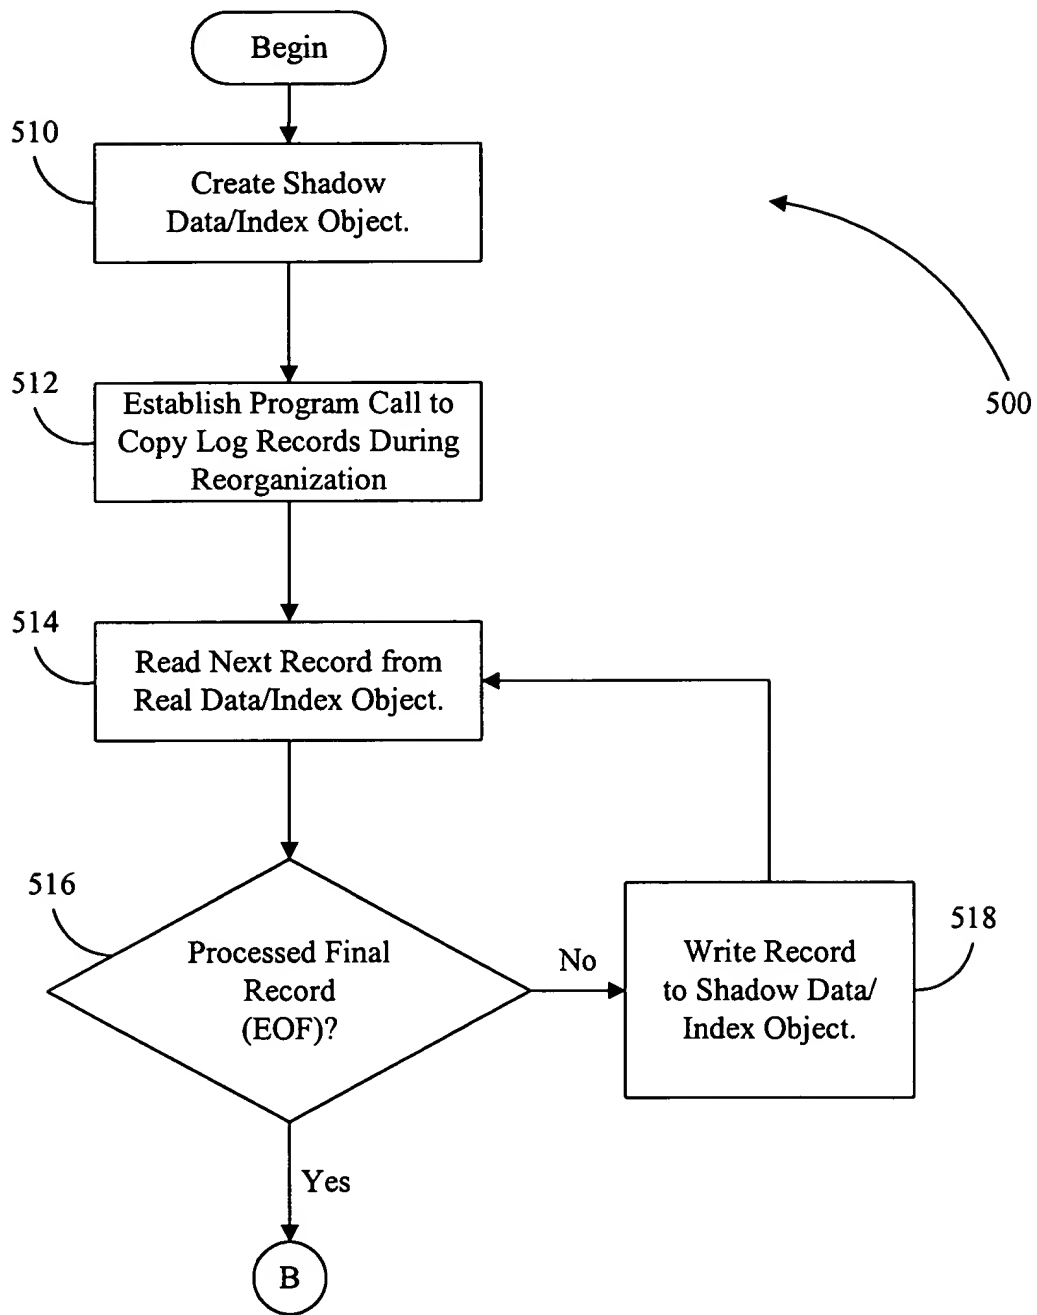 Begin
510
Create Shadow
Data/Index Object.
512
Establish Program Call to
Copy Log Records During
Reorganization
500
514
Read Next Record from
Real Data/Index Object.
516
Processed Final
Record
(EOF)?
No
Write Record
to Shadow Data/
Index Object.
518
Yes
B